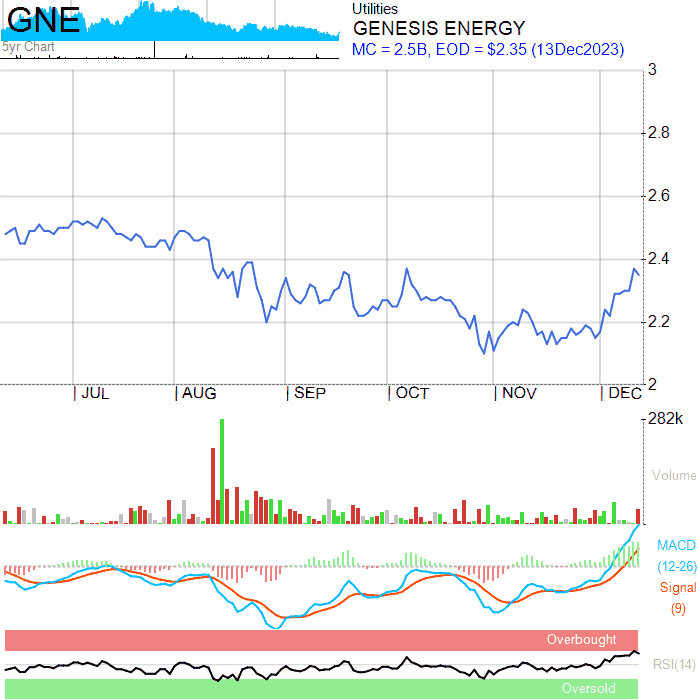 GNE
5yr Chart
Utilities
GENESIS ENERGY
MC = 2.5B, EOD = $2.35 (13Dec2023)
3
2.8
2.6
2.4
2.2
2
| JUL | AUG | SEP | OCT | NOV | DEC
282k
Volume
MACD
(12-26)
Signal
(9)
Overbought
RSI(14)
Oversold